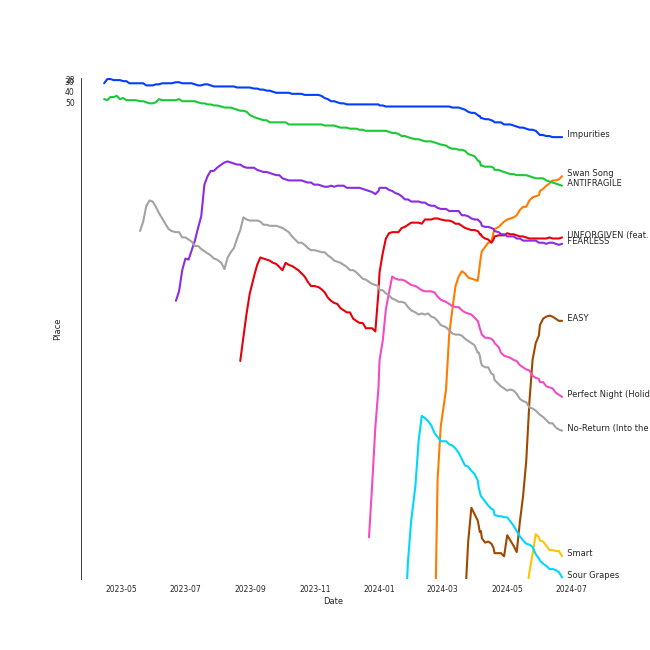 40
50
Impurities
Swan Song
ANTIFRAGILE
UNFORGIVEN (feat.
FEARLESS
Place
EASY
Perfect Night (Holid
No-Return (Into the
Smart
Sour Grapes
2023-05 2023-07 2023-09 2023-11 2024-01 2024-03 2024-05 2024-07
Date